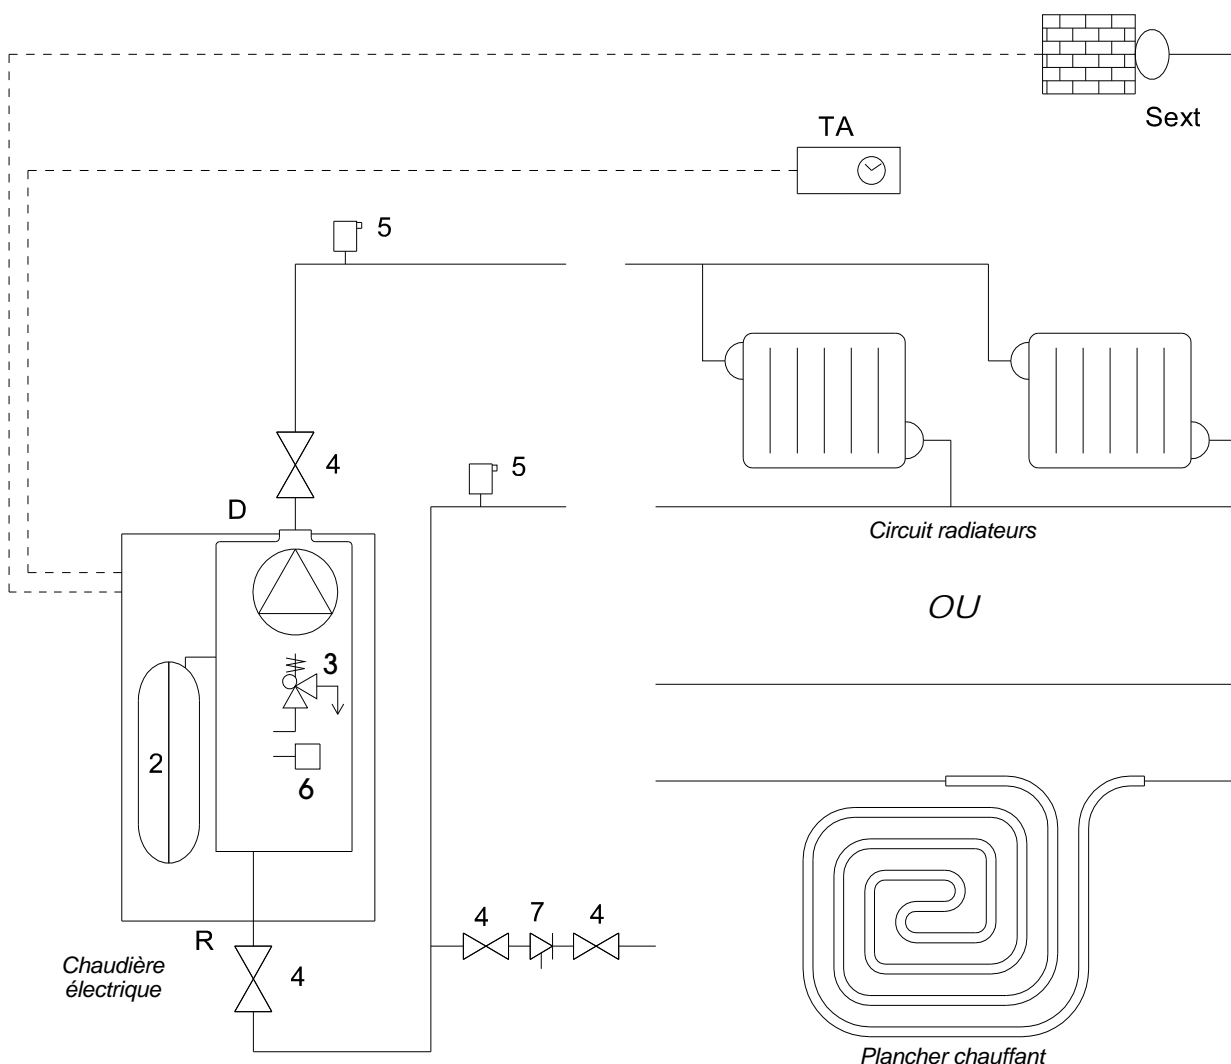 Sext
TA
5
4
5
D
Circuit radiateurs
OU
3
2
6
4
7
4
R
Chaudière
électrique
4
Plancher chauffant